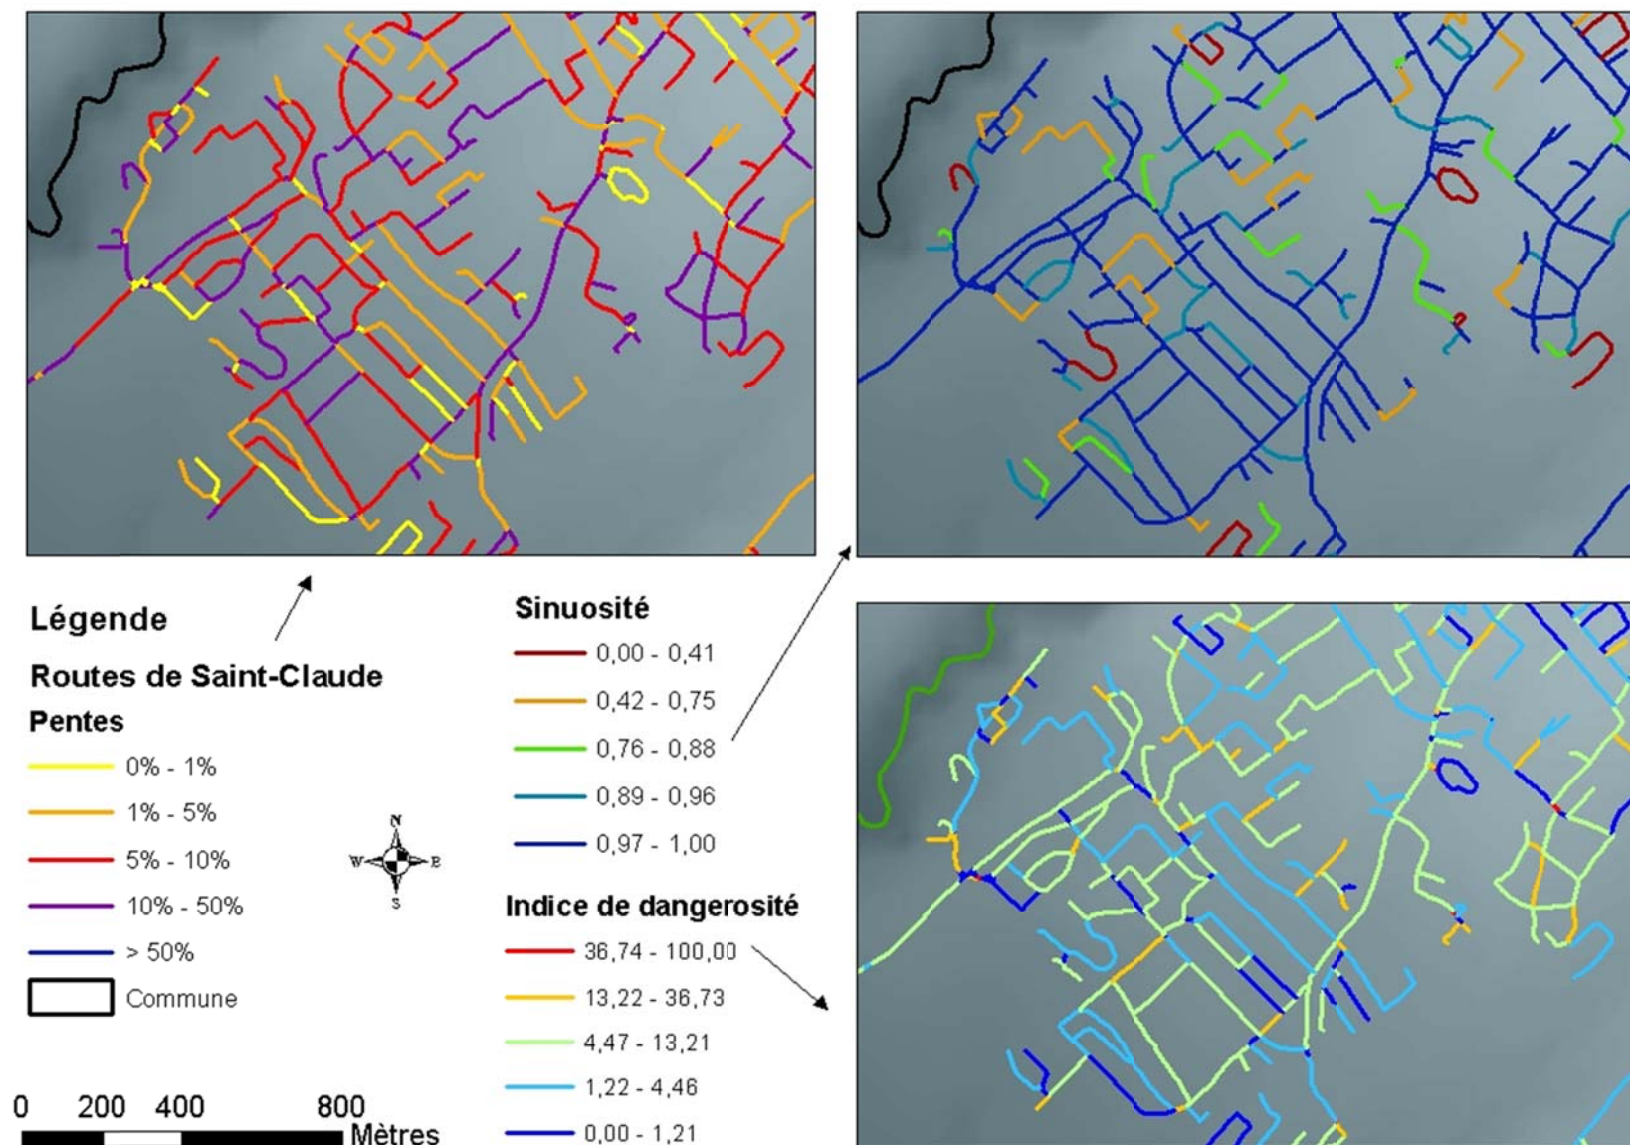 Légende
Routes de Saint-Claude
Pentes
0% - 1%
1% - 5%
5% - 10%
10% - 50%
> 50%
Commune
N
W E
S
Sinuosité
0,00 - 0,41
0,42 - 0,75
0,76 - 0,88
0,89 - 0,96
0,97 - 1,00
Indice de dangerosité
36,74 - 100,00
13,22 - 36,73
4,47 - 13,21
1,22 - 4,46
0,00 - 1,21
0 200 400 800
Mètres